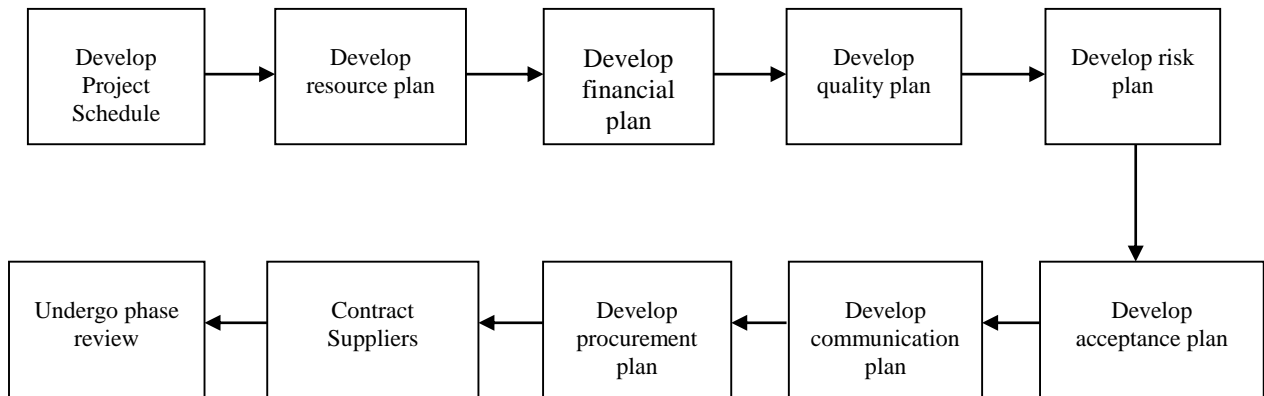 Develop
Project
Schedule
Develop
resource plan
Develop
financial
plan
Develop
quality plan
Develop risk
plan
Undergo phase
review
Contract
Suppliers
Develop
procurement
plan
Develop
communication
plan
Develop
acceptance plan